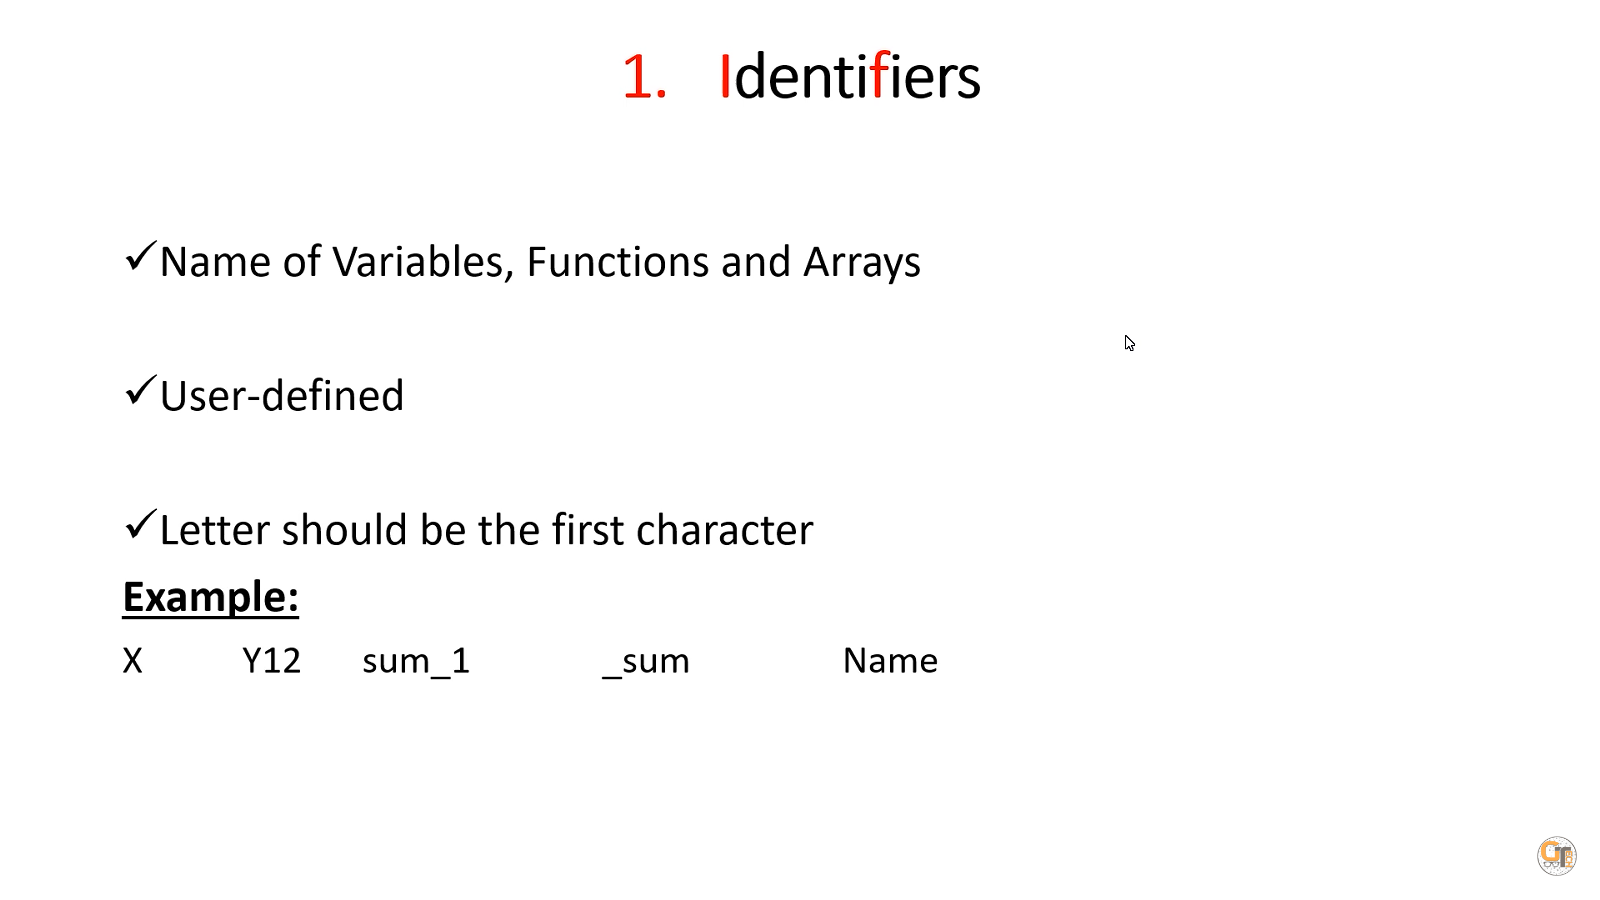 1. Identifiers
✓Name of Variables, Functions and Arrays
✓User-defined
✓Letter should be the first character
Example:
X Y12 sum_1 _sum Name
GT